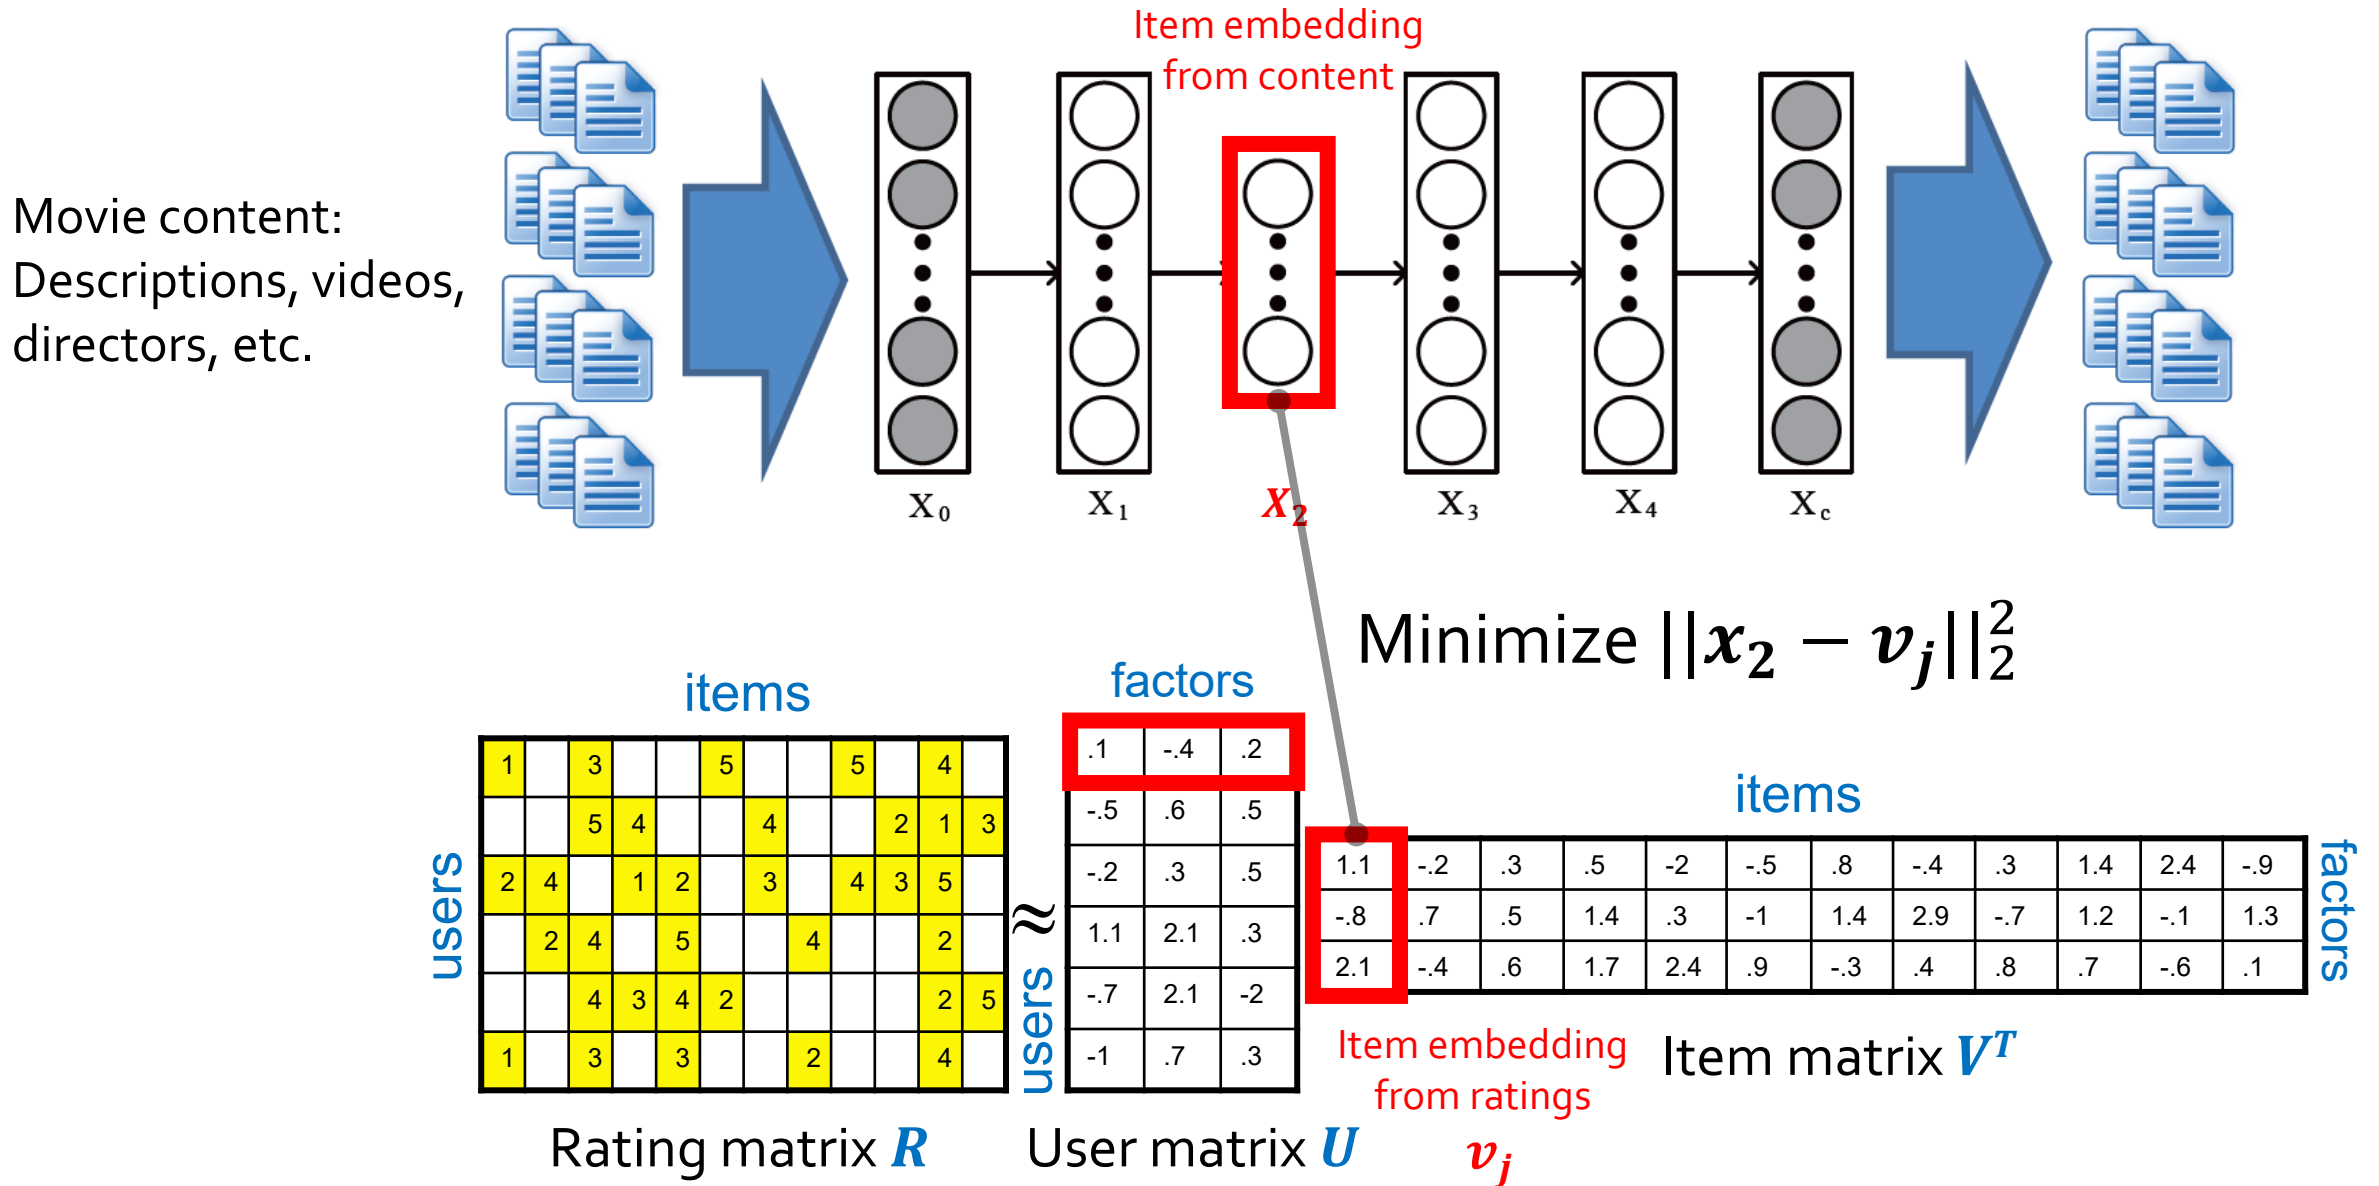 Item embedding
from content
Movie content:
Descriptions, videos,
directors, etc.
X₀ X₁ X₂ X₃ X₄ X꜀
Minimize ||x₂ − vⱼ||₂²
items
users
1 3 5 5 4
5 4 4 2 1 3
2 4 1 2 3 4 3 5
2 4 5 4 2
4 3 4 2 2 5
1 3 3 2 4
Rating matrix R
≈
factors
users
.1 -.4 .2
-.5 .6 .5
-.2 .3 .5
1.1 2.1 .3
-.7 2.1 -2
-1 .7 .3
User matrix U
items
factors
1.1 -.2 .3 .5 -2 -.5 .8 -.4 .3 1.4 2.4 -.9
-.8 .7 .5 1.4 .3 -1 1.4 2.9 -.7 1.2 -.1 1.3
2.1 -.4 .6 1.7 2.4 .9 -.3 .4 .8 .7 -.6 .1
Item embedding
from ratings
vⱼ
Item matrix Vᵀ